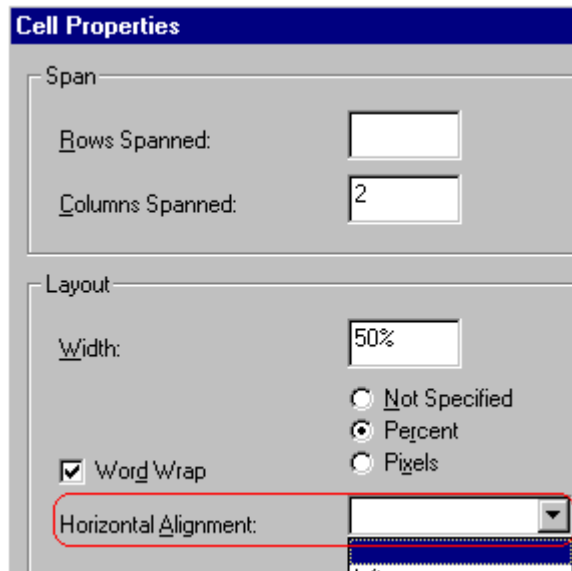 Cell Properties
Span
Rows Spanned:
Columns Spanned: 2
Layout
Width: 50%
Not Specified
Percent
Word Wrap
Pixels
Horizontal Alignment: